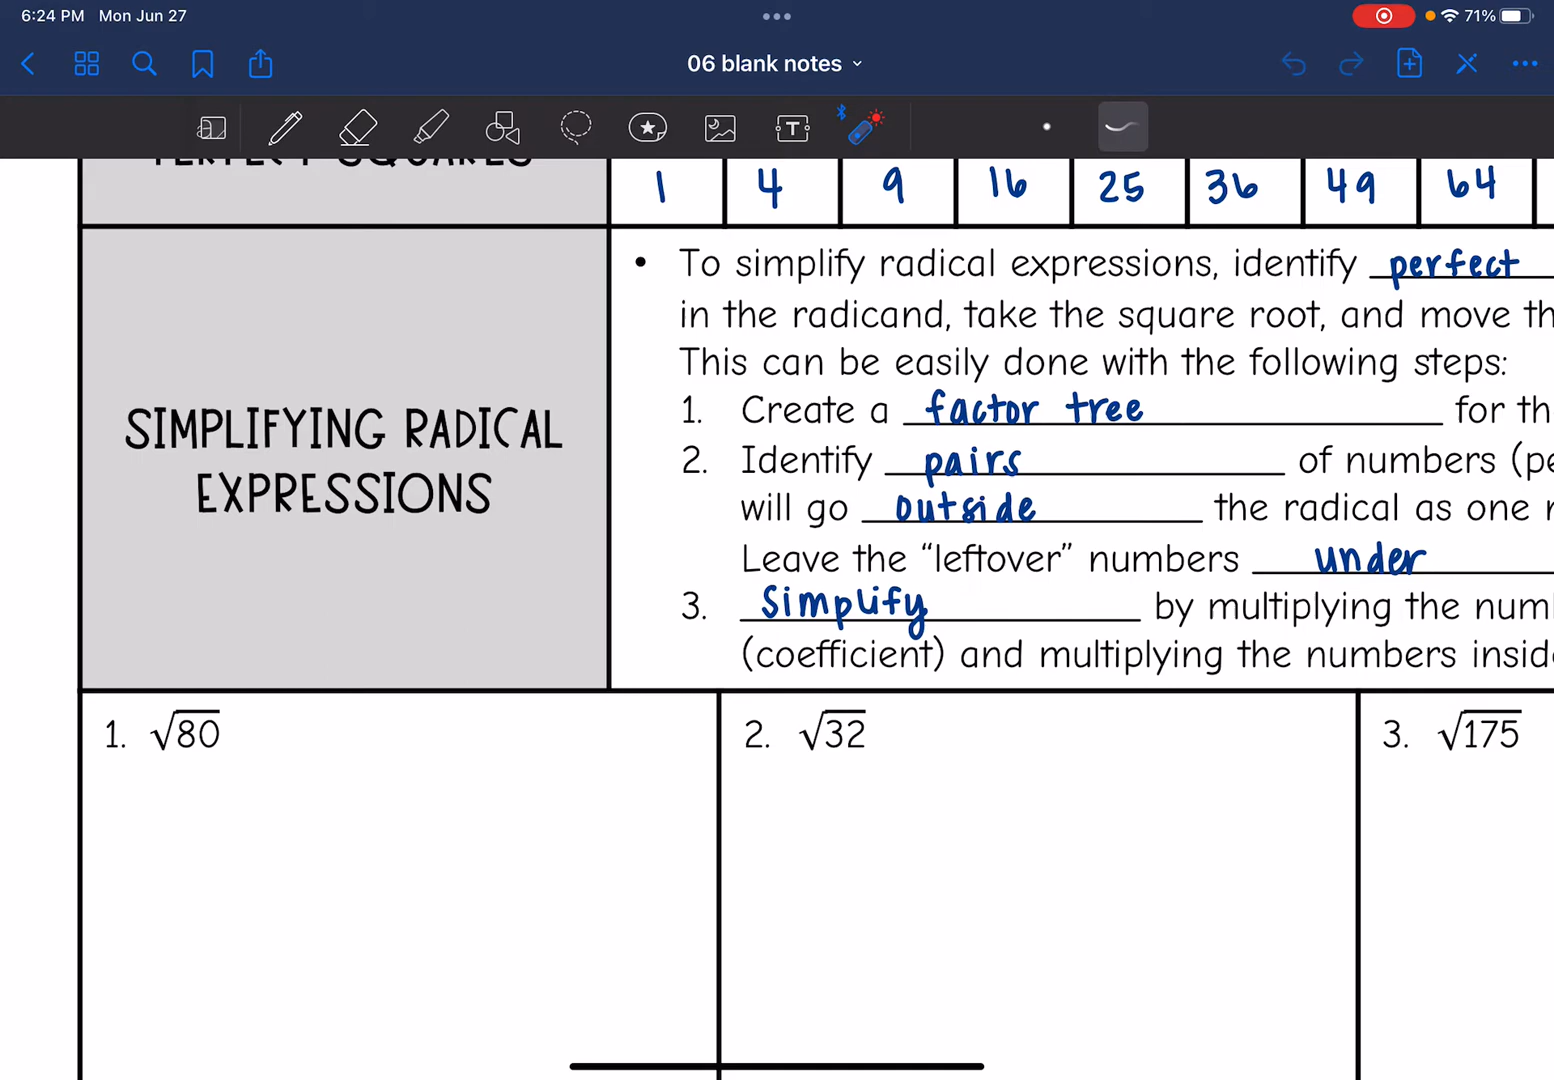 6:24 PM Mon Jun 27
71%
06 blank notes
PERFECT SQUARES
1 4 9 16 25 36 49 64
• To simplify radical expressions, identify perfect
in the radicand, take the square root, and move th
This can be easily done with the following steps:
SIMPLIFYING RADICAL
EXPRESSIONS
1. Create a factor tree for th
2. Identify pairs of numbers (pe
will go outside the radical as one
Leave the “leftover” numbers under
3. Simplify by multiplying the num
(coefficient) and multiplying the numbers insid
1. √80
2. √32
3. √175